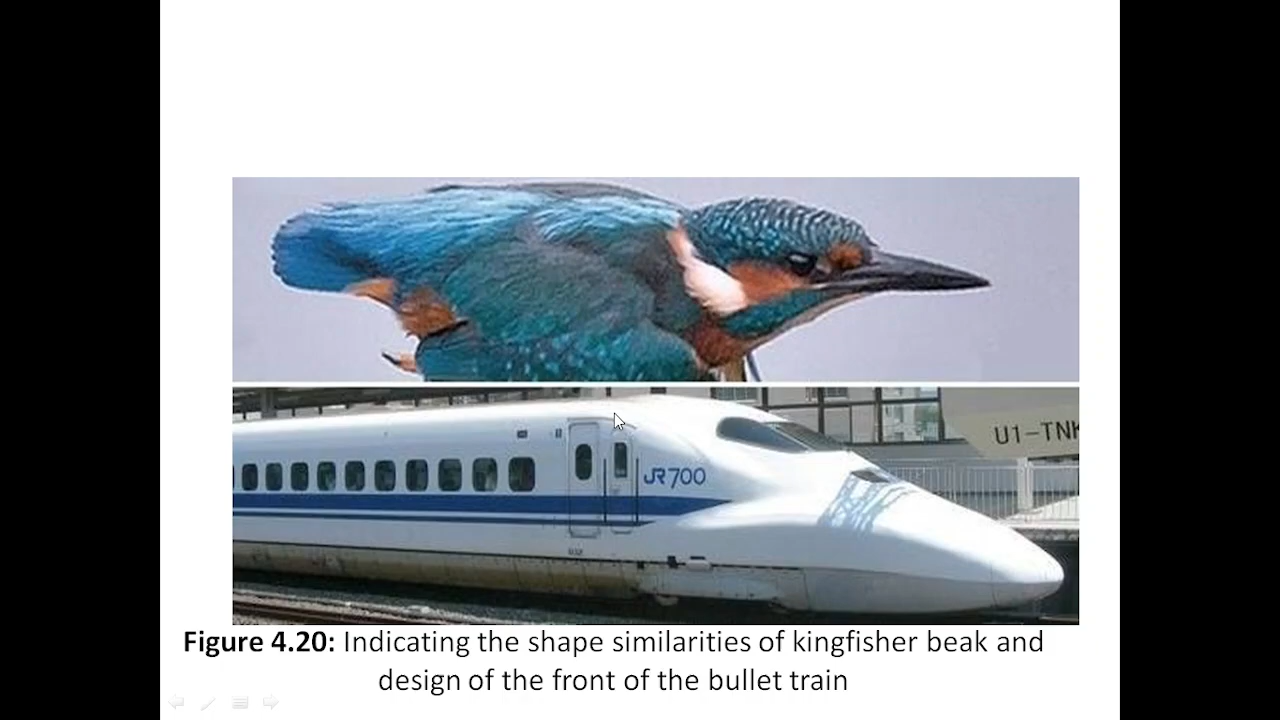 U1-TNK
JR700
Figure 4.20: Indicating the shape similarities of kingfisher beak and
design of the front of the bullet train